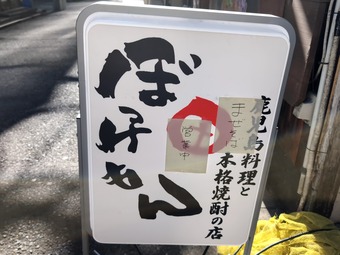 鹿児島料理と
本格焼酎の店
ぼっけもん
営業中